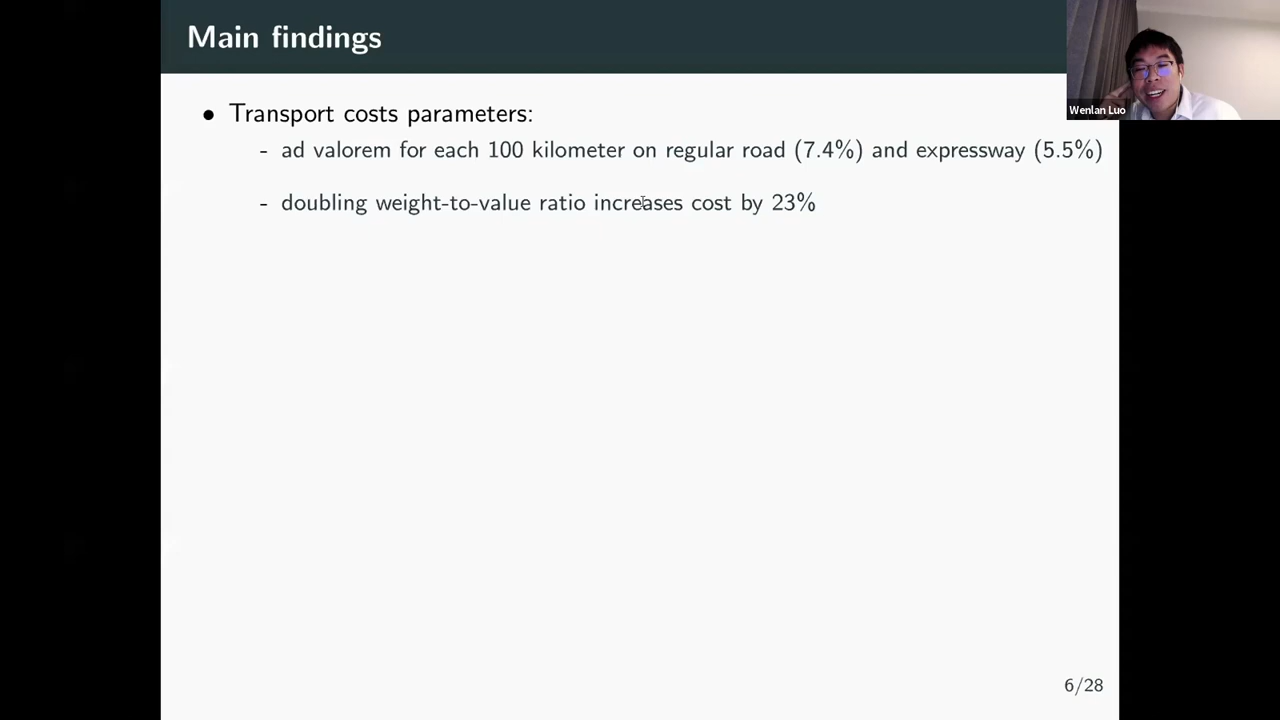 Main findings
Wenlan Luo
• Transport costs parameters:
- ad valorem for each 100 kilometer on regular road (7.4%) and expressway (5.5%)
- doubling weight-to-value ratio increases cost by 23%
6/28